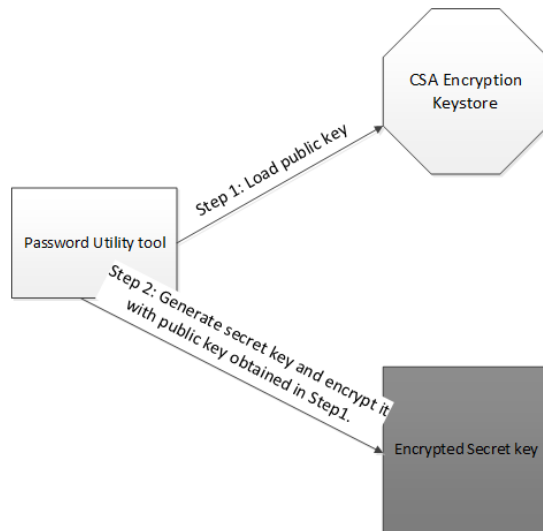 CSA Encryption
Keystore
Step 1: Load public key
Password Utility tool
Step 2: Generate secret key and encrypt it
with public key obtained in Step1.
Encrypted Secret key